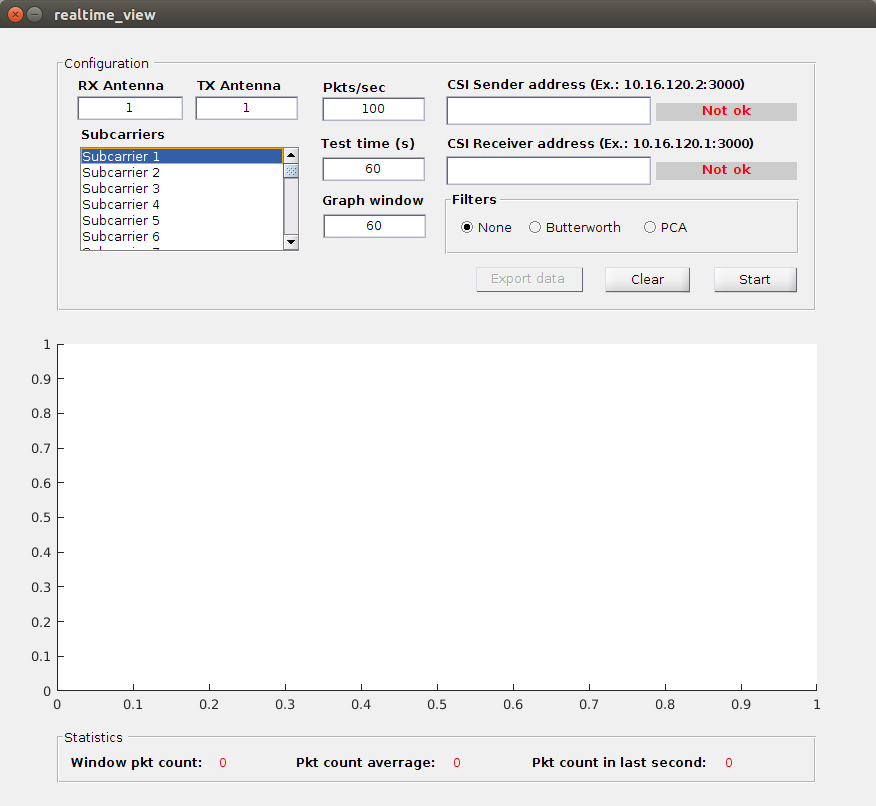 realtime_view
Configuration
RX Antenna
TX Antenna
Pkts/sec
CSI Sender address (Ex.: 10.16.120.2:3000)
1
1
100
Not ok
Subcarriers
Test time (s)
CSI Receiver address (Ex.: 10.16.120.1:3000)
Subcarrier 1
Subcarrier 2
Subcarrier 3
Subcarrier 4
Subcarrier 5
Subcarrier 6
60
Not ok
Graph window
60
Filters
None
Butterworth
PCA
Export data
Clear
Start
1
0.9
0.8
0.7
0.6
0.5
0.4
0.3
0.2
0.1
0
0 0.1 0.2 0.3 0.4 0.5 0.6 0.7 0.8 0.9 1
Statistics
Window pkt count: 0
Pkt count averrage: 0
Pkt count in last second: 0